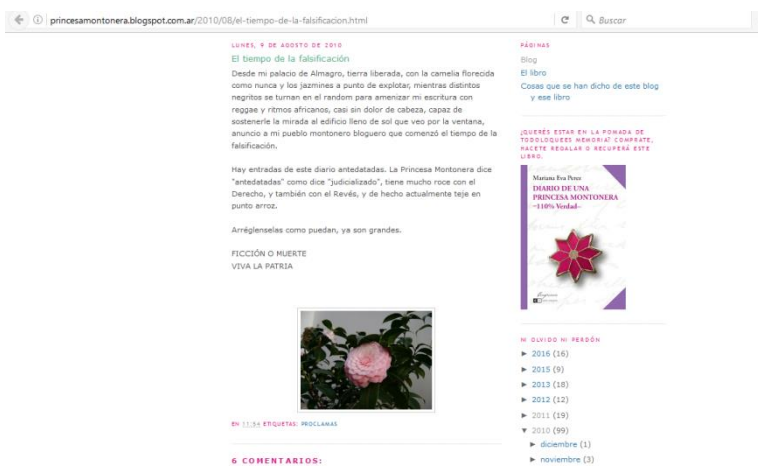 princesamontonera.blogspot.com.ar/2010/08/el-tiempo-de-la-falsificacion.html
Buscar
LUNES, 9 DE AGOSTO DE 2010
El tiempo de la falsificación
Desde mi palacio de Almagro, tierra liberada, con la camelia florecida
como nunca y los jazmines a punto de explotar, mientras distintos
negritos se turnan en el random para amenizar mi escritura con
reggae y ritmos africanos, casi sin dolor de cabeza, capaz de
sostenerle la mirada al edificio lleno de sol que veo por la ventana,
anuncio a mi pueblo montonero bloguero que comenzó el tiempo de la
falsificación.
Hay entradas de este diario antedatadas. La Princesa Montonera dice
"antedatadas" como dice "judicializado", tiene mucho roce con el
Derecho, y también con el Revés, y de hecho actualmente teje en
punto arroz.
Arréglenselas como puedan, ya son grandes.
FICCIÓN O MUERTE
VIVA LA PATRIA
EN 11:54 ETIQUETAS: PROCLAMAS
6 COMENTARIOS:
PÁGINAS
Blog
El libro
Cosas que se han dicho de este blog
y ese libro
¿QUERÉS ESTAR EN LA POMADA DE
TODOLOQUEES MEMORIA? COMPRATE,
HACETE REGALAR O RECUPERÁ ESTE
LIBRO.
Mariana Eva Perez
DIARIO DE UNA
PRINCESA MONTONERA
-110% Verdad-
NI OLVIDO NI PERDÓN
► 2016 (16)
► 2015 (9)
► 2013 (18)
► 2012 (12)
► 2011 (19)
▼ 2010 (99)
► diciembre (1)
► noviembre (3)